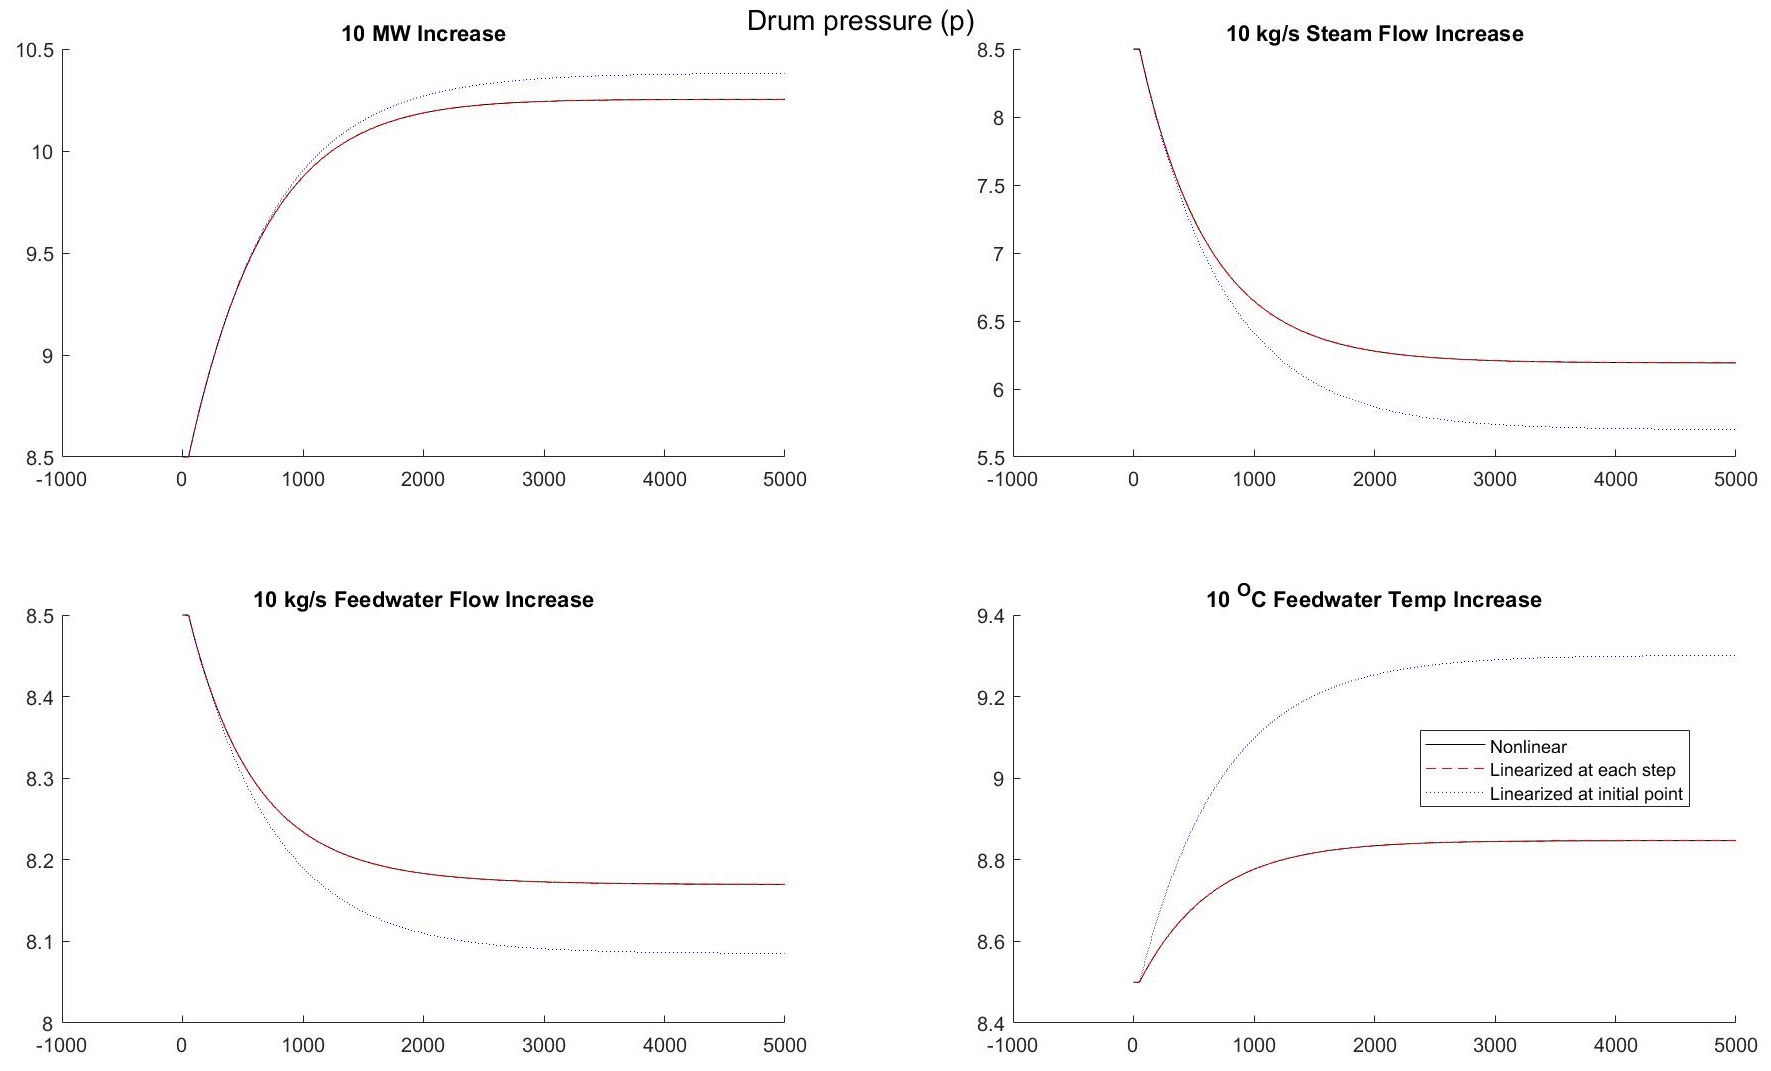 Drum pressure (p)
10 MW Increase
10.5
10
9.5
9
8.5
-1000 0 1000 2000 3000 4000 5000
10 kg/s Steam Flow Increase
8.5
8
7.5
7
6.5
6
5.5
-1000 0 1000 2000 3000 4000 5000
10 kg/s Feedwater Flow Increase
8.5
8.4
8.3
8.2
8.1
8
-1000 0 1000 2000 3000 4000 5000
10 ᴼC Feedwater Temp Increase
9.4
9.2
9
8.8
8.6
8.4
-1000 0 1000 2000 3000 4000 5000
Nonlinear
Linearized at each step
Linearized at initial point